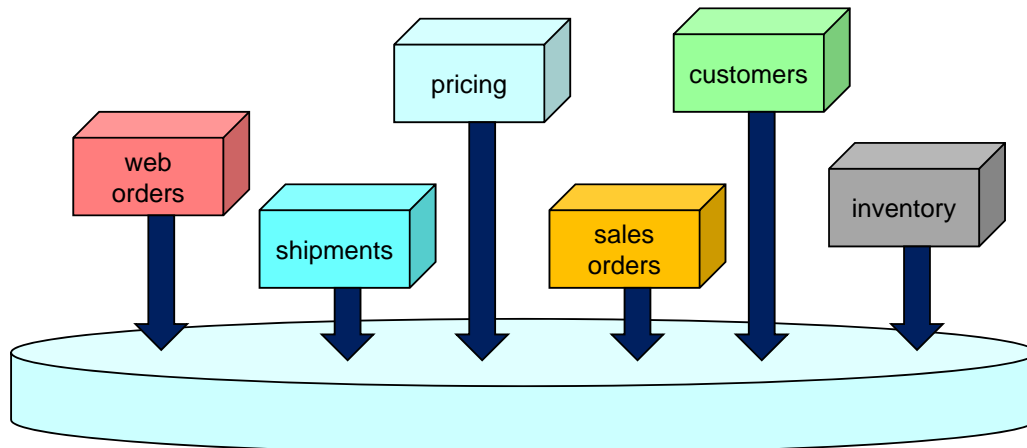 web
orders
shipments
pricing
sales
orders
customers
inventory